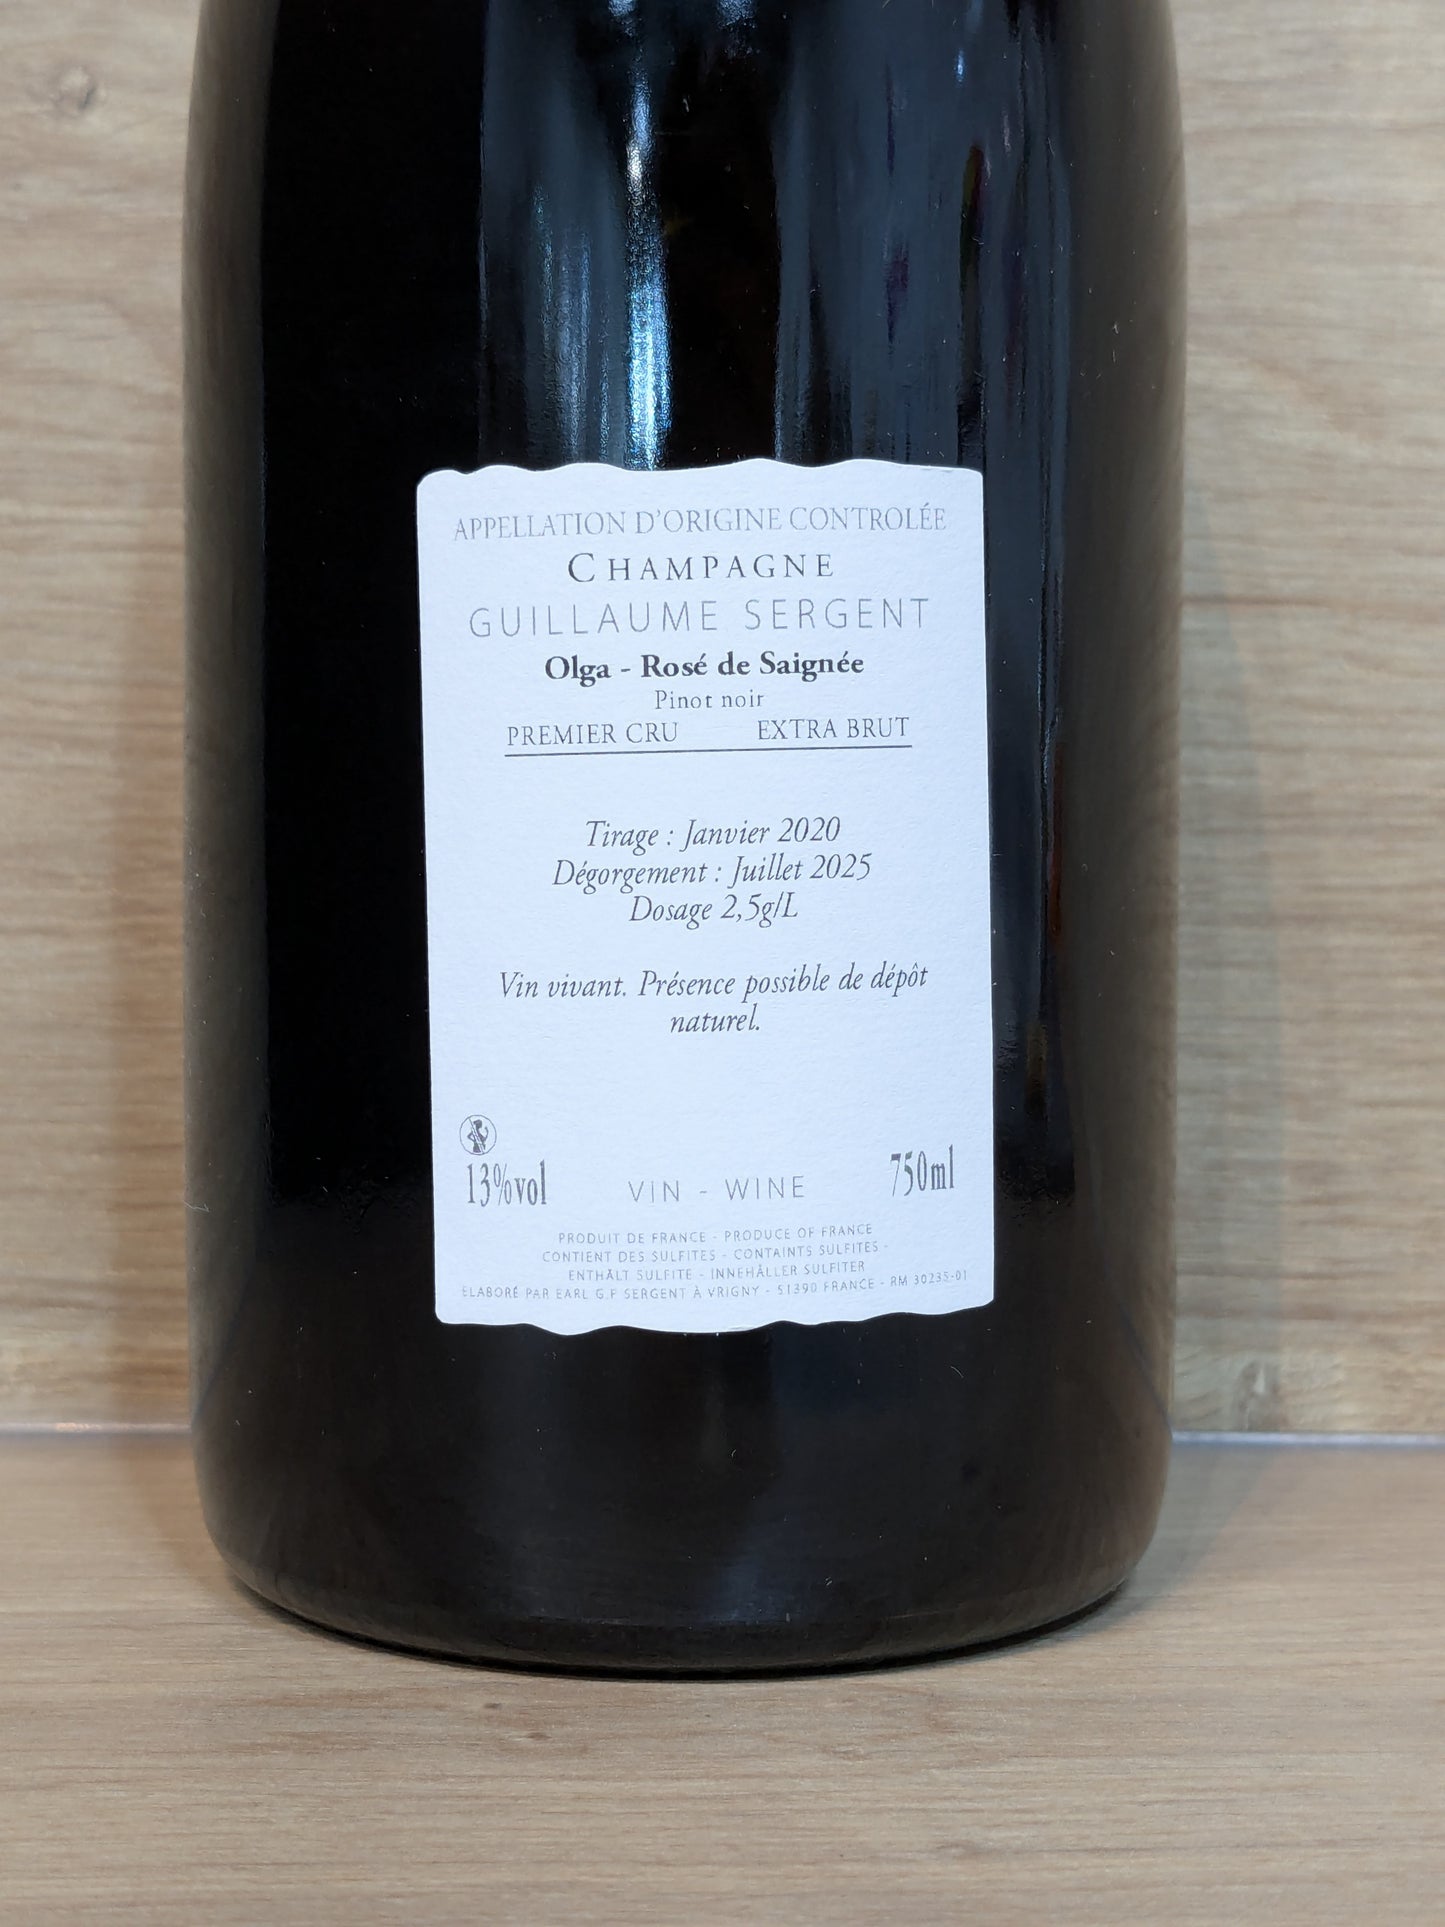 APPELLATION D'ORIGINE CONTROLÉE
CHAMPAGNE
GUILLAUME SERGENT
Olga - Rosé de Saignée
Pinot noir
PREMIER CRU EXTRA BRUT
Tirage : Janvier 2020
Dégorgement : Juillet 2025
Dosage 2,5g/L
Vin vivant. Présence possible de dépôt
naturel.
13%vol VIN - WINE 750ml
PRODUIT DE FRANCE - PRODUCE OF FRANCE
CONTIENT DES SULFITES - CONTAINTS SULFITES -
ENTHÄLT SULFITE - INNEHÅLLER SULFITER
ELABORÉ PAR EARL G.F SERGENT À VRIGNY - 51390 FRANCE - RM 30235-01